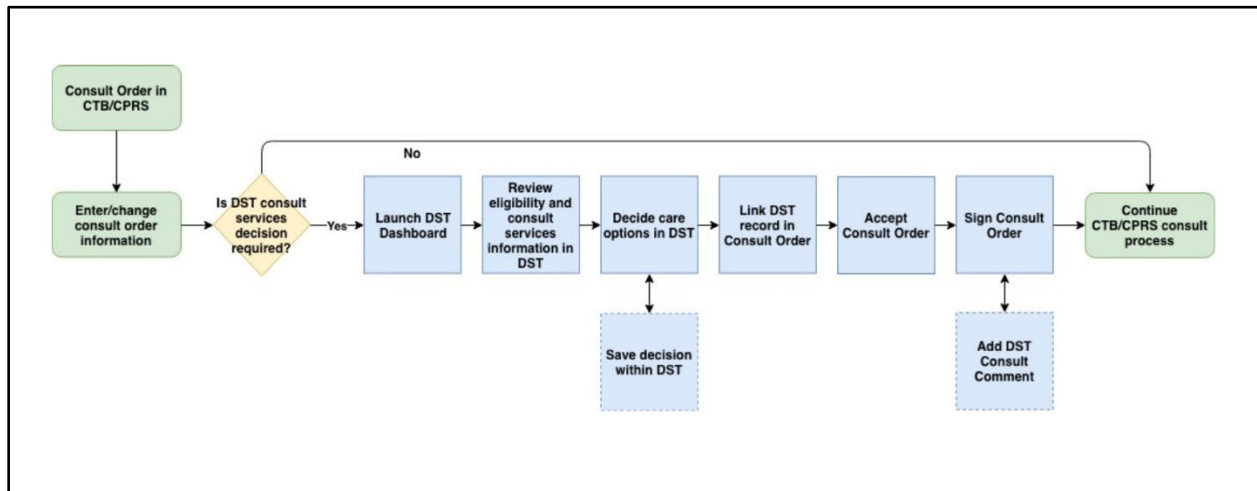 Consult Order in
CTB/CPRS
No
Enter/change
consult order
information
Is DST consult
services
decision
required?
Yes
Launch DST
Dashboard
Review
eligibility and
consult
services
information in
DST
Decide care
options in DST
Link DST
record in
Consult Order
Accept
Consult Order
Sign Consult
Order
Continue
CTB/CPRS consult
process
Save decision
within DST
Add DST
Consult
Comment